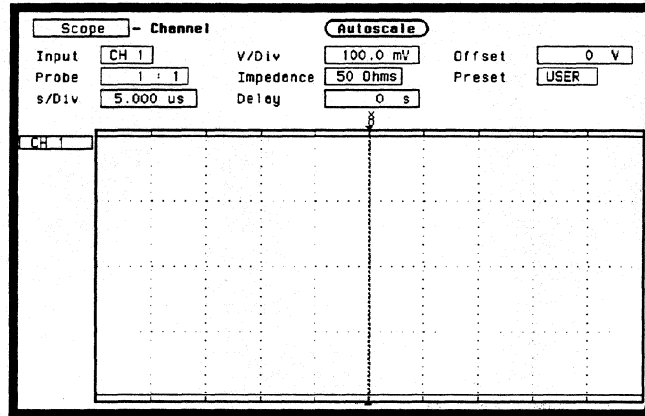 Scope - Channel Autoscale
Input CH 1 V/Div 100.0 mV Offset 0 V
Probe 1 : 1 Impedance 50 Ohms Preset USER
s/Div 5.000 us Delay 0 s
X
O
CH 1